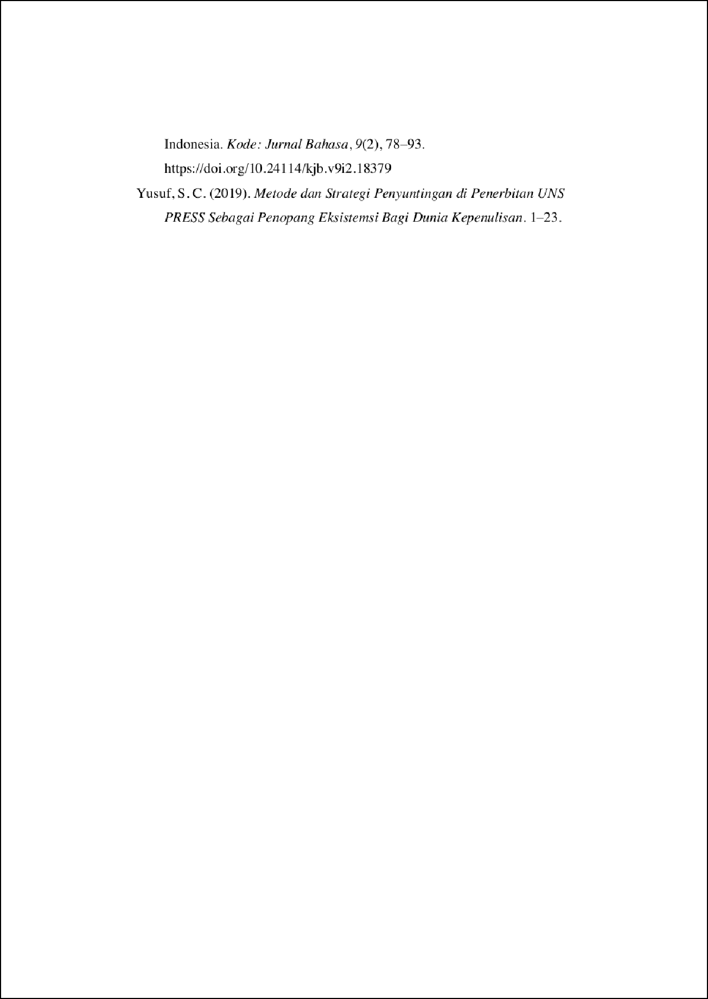 Indonesia. Kode: Jurnal Bahasa, 9(2), 78–93.
https://doi.org/10.24114/kjb.v9i2.18379
Yusuf, S. C. (2019). Metode dan Strategi Penyuntingan di Penerbitan UNS
PRESS Sebagai Penopang Eksistemsi Bagi Dunia Kepenulisan. 1–23.